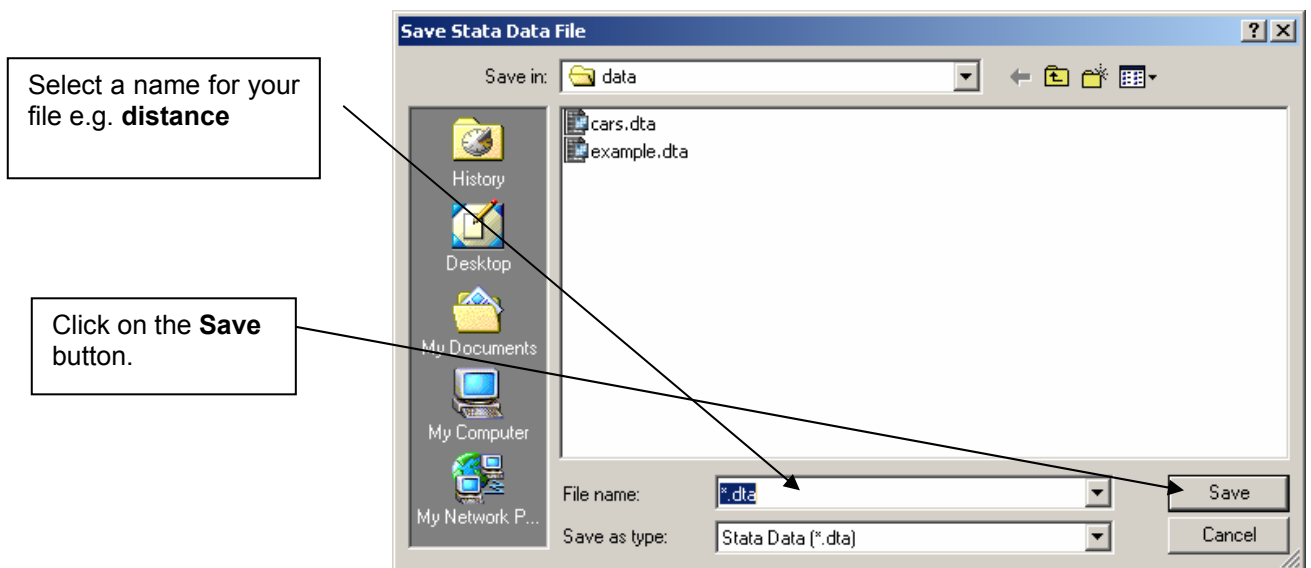 Save Stata Data File
Select a name for your
file e.g. distance
Save in:
data
cars.dta
example.dta
History
Desktop
Click on the Save
button.
My Documents
My Computer
My Network P...
File name:
*.dta
Save
Save as type:
Stata Data (*.dta)
Cancel